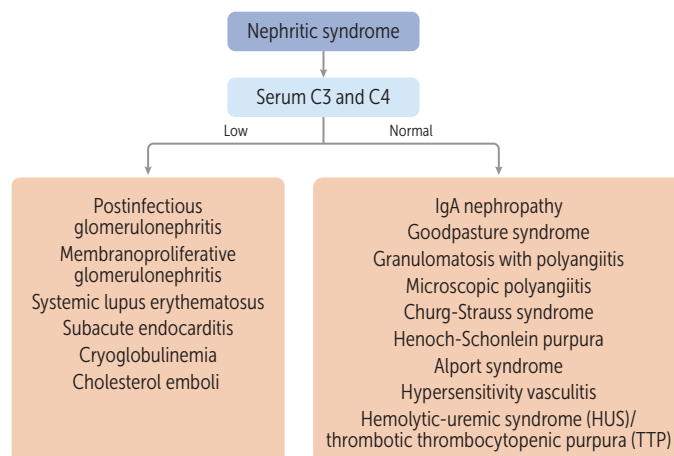 Nephritic syndrome
Serum C3 and C4
Low
Normal
Postinfectious
glomerulonephritis
Membranoproliferative
glomerulonephritis
Systemic lupus erythematosus
Subacute endocarditis
Cryoglobulinemia
Cholesterol emboli
IgA nephropathy
Goodpasture syndrome
Granulomatosis with polyangiitis
Microscopic polyangiitis
Churg-Strauss syndrome
Henoch-Schonlein purpura
Alport syndrome
Hypersensitivity vasculitis
Hemolytic-uremic syndrome (HUS)/
thrombotic thrombocytopenic purpura (TTP)